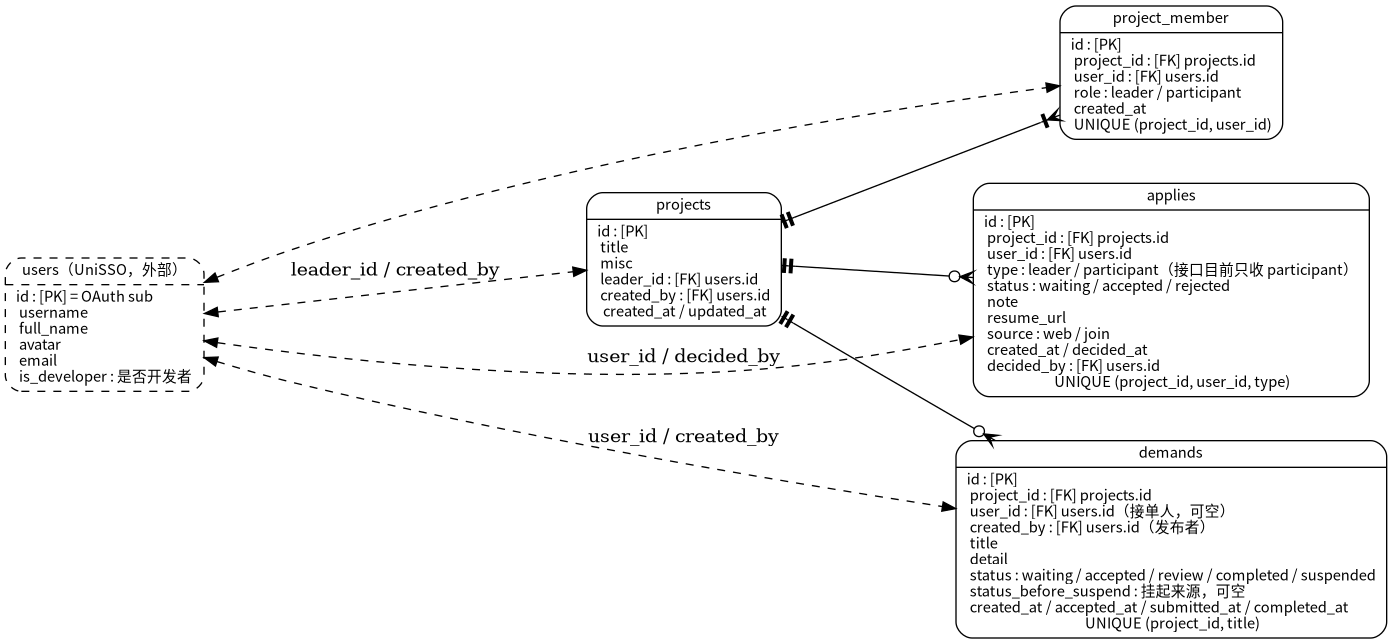 project_member
id : [PK]
project_id : [FK] projects.id
user_id : [FK] users.id
role : leader / participant
created_at
UNIQUE (project_id, user_id)
projects
id : [PK]
title
misc
leader_id : [FK] users.id
created_by : [FK] users.id
created_at / updated_at
applies
id : [PK]
project_id : [FK] projects.id
user_id : [FK] users.id
type : leader / participant（接口目前只收 participant）
status : waiting / accepted / rejected
note
resume_url
source : web / join
created_at / decided_at
decided_by : [FK] users.id
UNIQUE (project_id, user_id, type)
users（UniSSO，外部）
id : [PK] = OAuth sub
username
full_name
avatar
email
is_developer : 是否开发者
leader_id / created_by
user_id / decided_by
user_id / created_by
demands
id : [PK]
project_id : [FK] projects.id
user_id : [FK] users.id（接单人，可空）
created_by : [FK] users.id（发布者）
title
detail
status : waiting / accepted / review / completed / suspended
status_before_suspend : 挂起来源，可空
created_at / accepted_at / submitted_at / completed_at
UNIQUE (project_id, title)